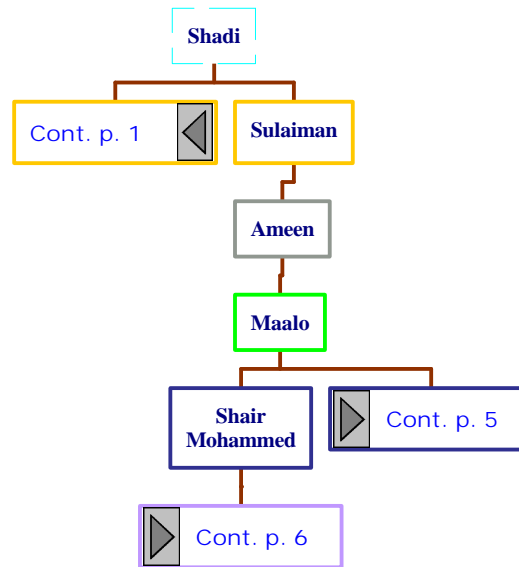 Shadi
Cont. p. 1
Sulaiman
Ameen
Maalo
Shair
Mohammed
Cont. p. 5
Cont. p. 6